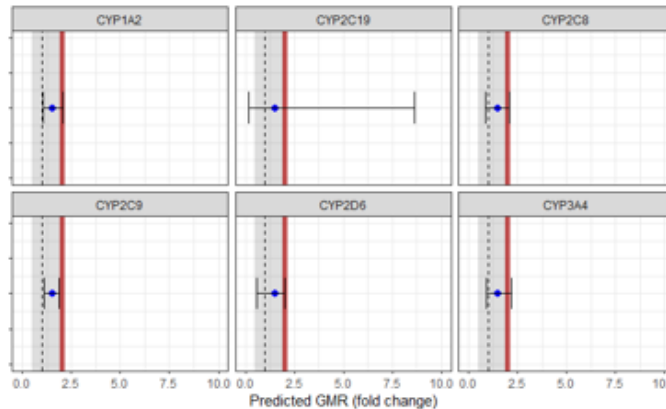 CYP1A2 CYP2C19 CYP2C8
CYP2C9 CYP2D6 CYP3A4
0.0 2.5 5.0 7.5 10.0 0.0 2.5 5.0 7.5 10.0 0.0 2.5 5.0 7.5 10.0
Predicted GMR (fold change)